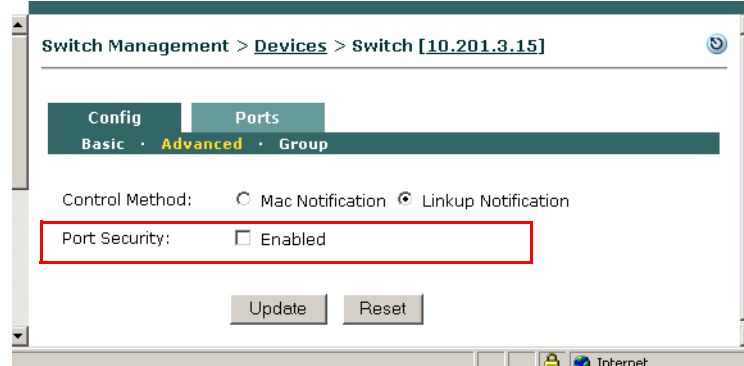 Switch Management > Devices > Switch [10.201.3.15]
Config Ports
Basic · Advanced · Group
Control Method: Mac Notification Linkup Notification
Port Security: Enabled
Update Reset
Internet